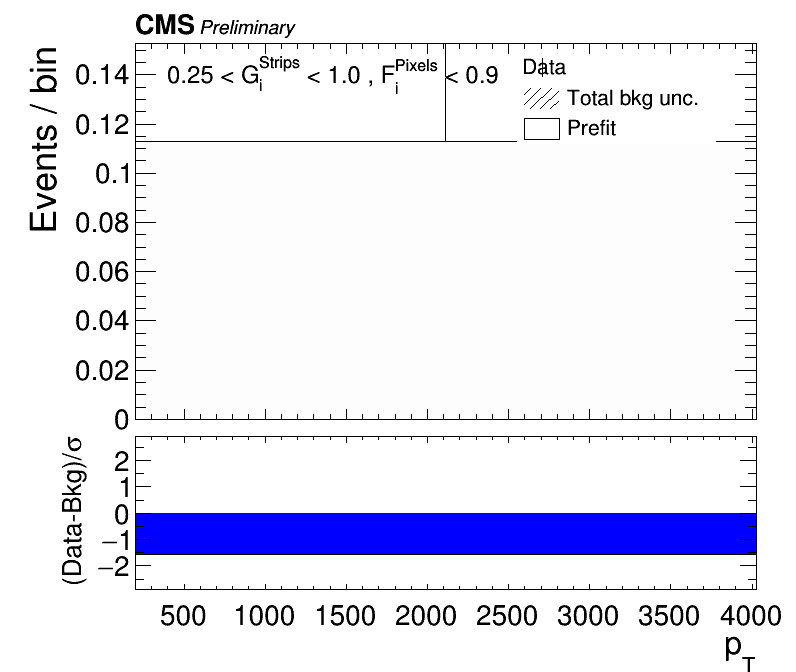 CMS Preliminary
Events / bin
0.14
0.12
0.1
0.08
0.06
0.04
0.02
0
0.25 < G_i^Strips < 1.0 , F_i^Pixels < 0.9
Data
Total bkg unc.
Prefit
(Data-Bkg)/σ
2
1
0
−1
−2
500 1000 1500 2000 2500 3000 3500 4000
p_T